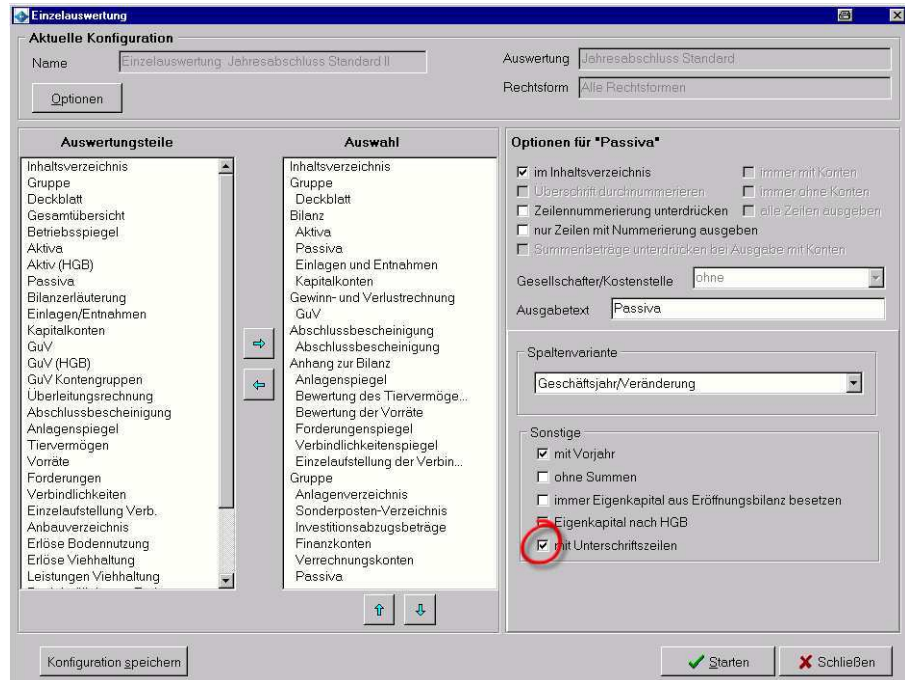 Einzelauswertung
Aktuelle Konfiguration
Name Einzelauswertung Jahresabschluss Standard II
Auswertung Jahresabschluss Standard
Optionen
Rechtsform Alle Rechtsformen
Auswertungsteile
Inhaltsverzeichnis
Gruppe
Deckblatt
Gesamtübersicht
Betriebsspiegel
Aktiva
Aktiv (HGB)
Passiva
Bilanzerläuterung
Einlagen/Entnahmen
Kapitalkonten
GuV
GuV (HGB)
GuV Kontengruppen
Überleitungsrechnung
Abschlussbescheinigung
Anlagenspiegel
Tiervermögen
Vorräte
Forderungen
Verbindlichkeiten
Einzelaufstellung Verb.
Anbauverzeichnis
Erlöse Bodennutzung
Erlöse Viehhaltung
Leistungen Viehhaltung
Auswahl
Inhaltsverzeichnis
Gruppe
Deckblatt
Bilanz
Aktiva
Passiva
Einlagen und Entnahmen
Kapitalkonten
Gewinn- und Verlustrechnung
GuV
Abschlussbescheinigung
Abschlussbescheinigung
Anhang zur Bilanz
Anlagenspiegel
Bewertung des Tiervermöge...
Bewertung der Vorräte
Forderungenspiegel
Verbindlichkeitenspiegel
Einzelaufstellung der Verbin...
Gruppe
Anlagenverzeichnis
Sonderposten-Verzeichnis
Investitionsabzugsbeträge
Finanzkonten
Verrechnungskonten
Passiva
Optionen für "Passiva"
im Inhaltsverzeichnis
immer mit Konten
Überschrift durchnummerieren
immer ohne Konten
Zeilennummerierung unterdrücken
alle Zeilen ausgeben
nur Zeilen mit Nummerierung ausgeben
Summenbeträge unterdrücken bei Ausgabe mit Konten
Gesellschafter/Kostenstelle ohne
Ausgabetext Passiva
Spaltenvariante
Geschäftsjahr/Veränderung
Sonstige
mit Vorjahr
ohne Summen
immer Eigenkapital aus Eröffnungsbilanz besetzen
Eigenkapital nach HGB
mit Unterschriftszeilen
Konfiguration speichern
Starten
Schließen